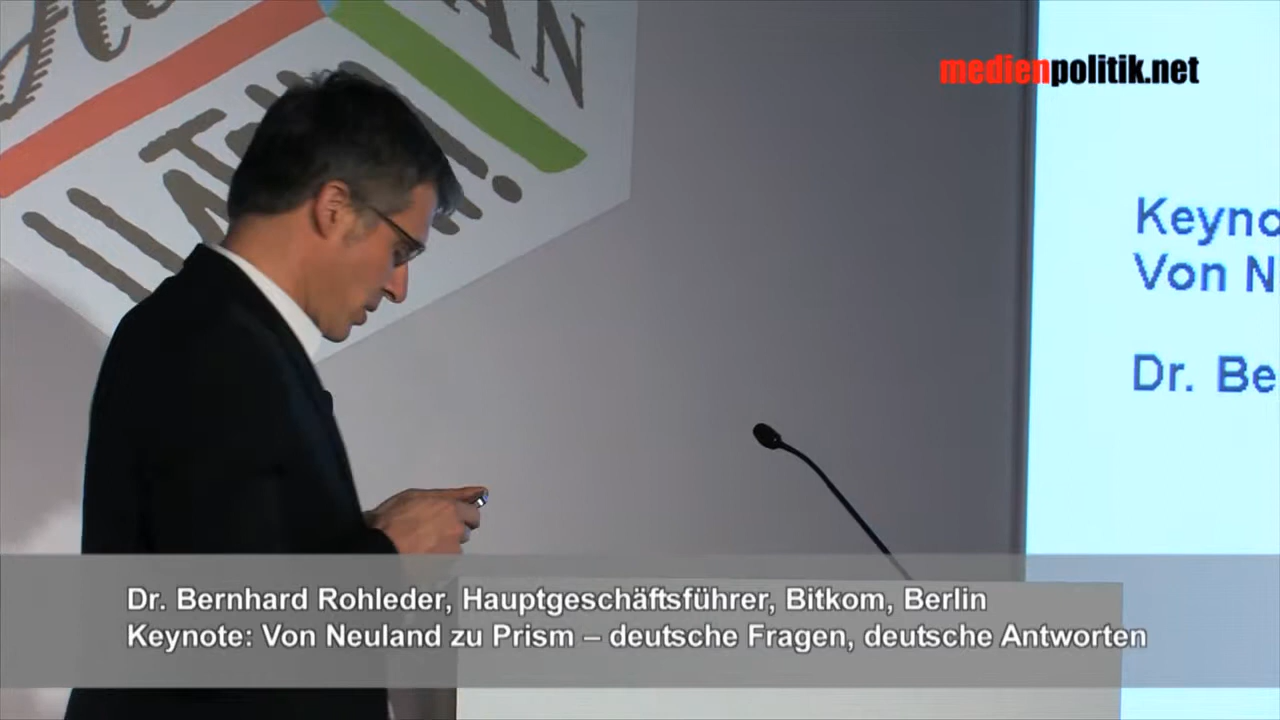 medienpolitik.net
Keyno
Von N
Dr. Be
Dr. Bernhard Rohleder, Hauptgeschäftsführer, Bitkom, Berlin
Keynote: Von Neuland zu Prism – deutsche Fragen, deutsche Antworten